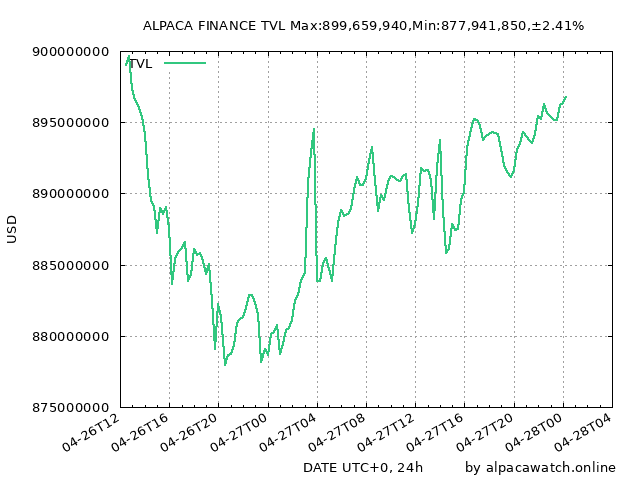 ALPACA FINANCE TVL Max:899,659,940,Min:877,941,850,±2.41%
900000000
TVL
895000000
890000000
USD
885000000
880000000
875000000
04-26T12
04-26T16
04-26T20
04-27T00
04-27T04
04-27T08
04-27T12
04-27T16
04-27T20
04-28T00
04-28T04
DATE UTC+0, 24h
by alpacawatch.online